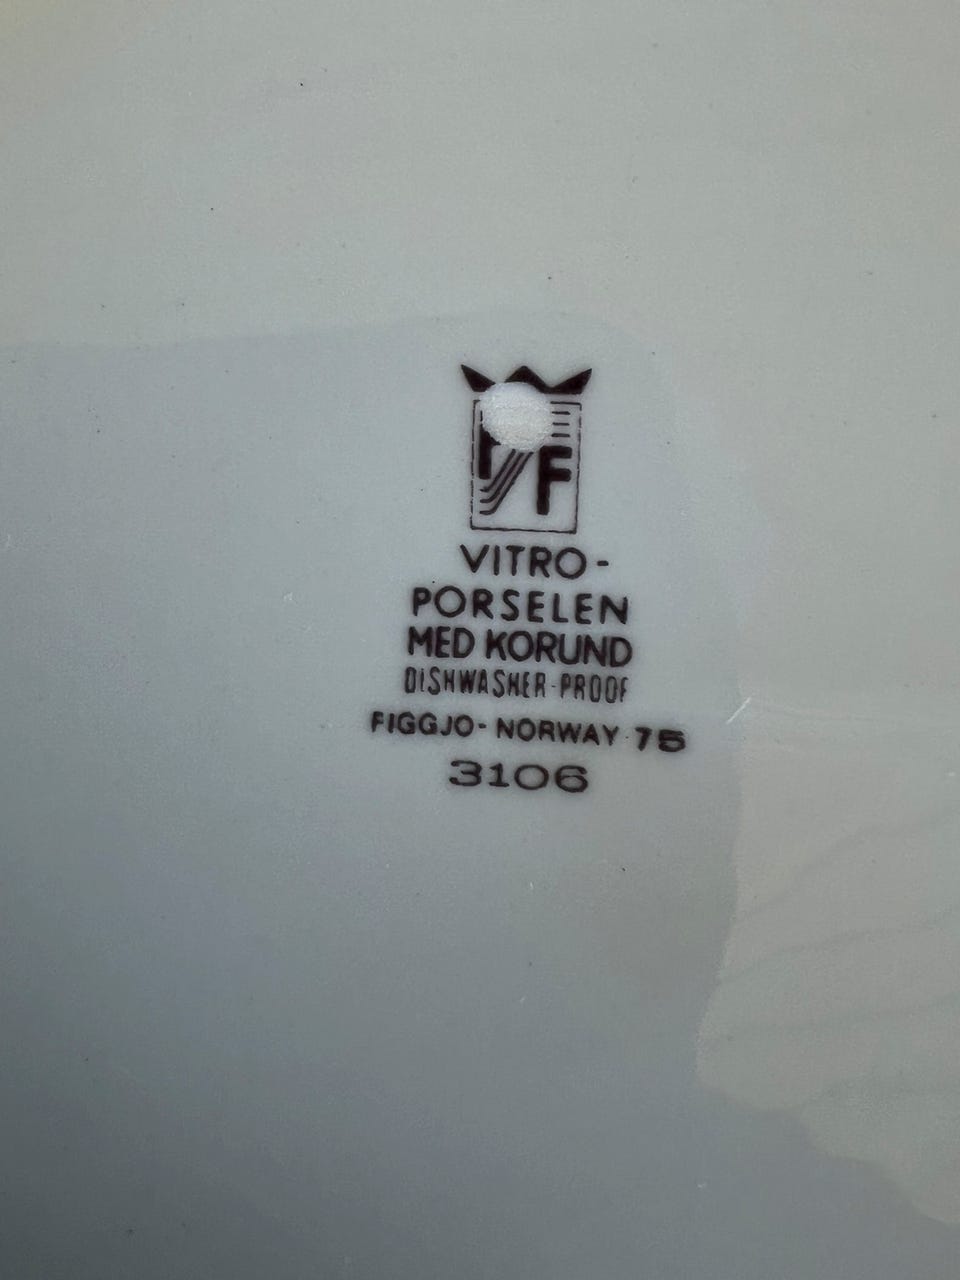 F
VITRO-
PORSELEN
MED KORUND
DISHWASHER-PROOF
FIGGJO - NORWAY 75
3106